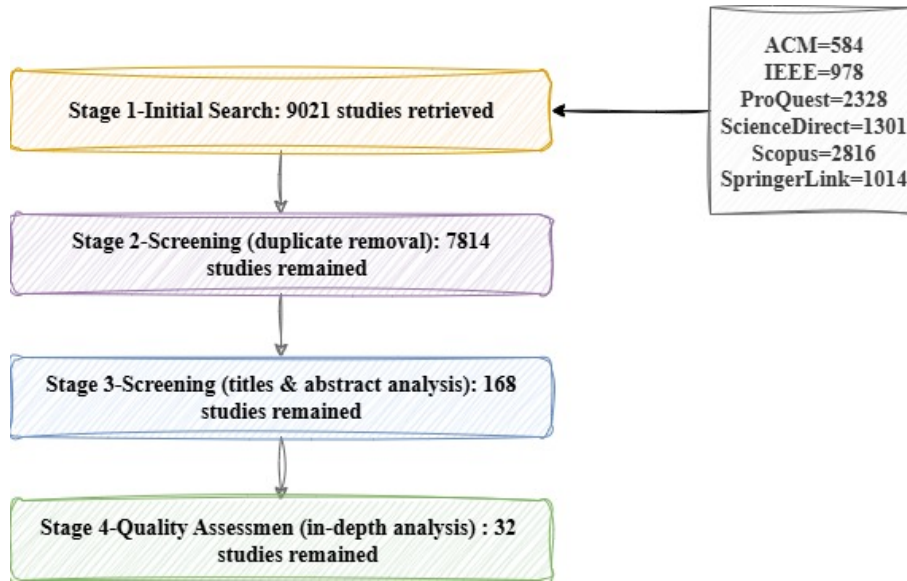 ACM=584
IEEE=978
ProQuest=2328
ScienceDirect=1301
Scopus=2816
SpringerLink=1014
Stage 1-Initial Search: 9021 studies retrieved
Stage 2-Screening (duplicate removal): 7814
studies remained
Stage 3-Screening (titles & abstract analysis): 168
studies remained
Stage 4-Quality Assessmen (in-depth analysis) : 32
studies remained